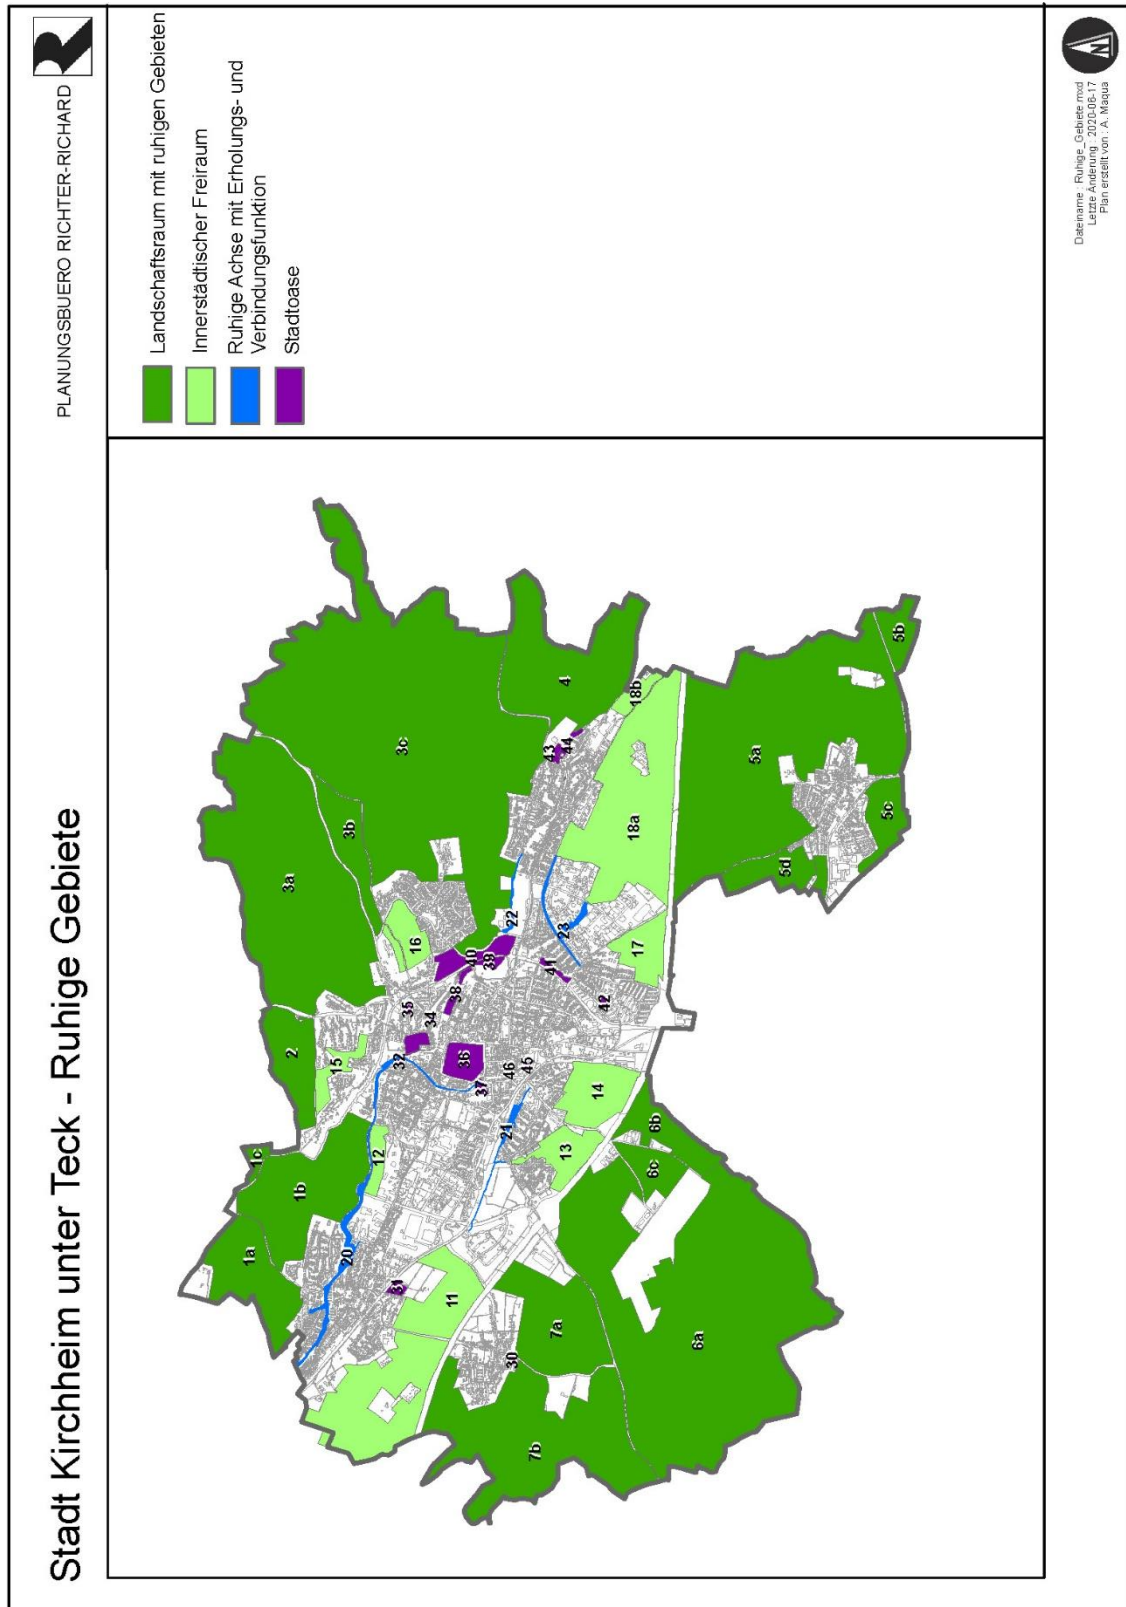 Stadt Kirchheim unter Teck - Ruhige Gebiete
PLANUNGSBUERO RICHTER-RICHARD
Landschaftsraum mit ruhigen Gebieten
Innerstädtischer Freiraum
Ruhige Achse mit Erholungs- und
Verbindungsfunktion
Stadtoase
1a
1b
1c
2
3a
3b
3c
4
5a
5b
5c
5d
6a
6b
6c
7a
7b
11
12
13
14
15
16
17
18a
18b
20
22
23
24
30
31
34
35
36
37
38
39
40
41
42
43
44
45
46
N
Dateiname : Ruhige_Gebiete.mxd
Letzte Änderung : 2020-06-17
Plan erstellt von : A. Maqua